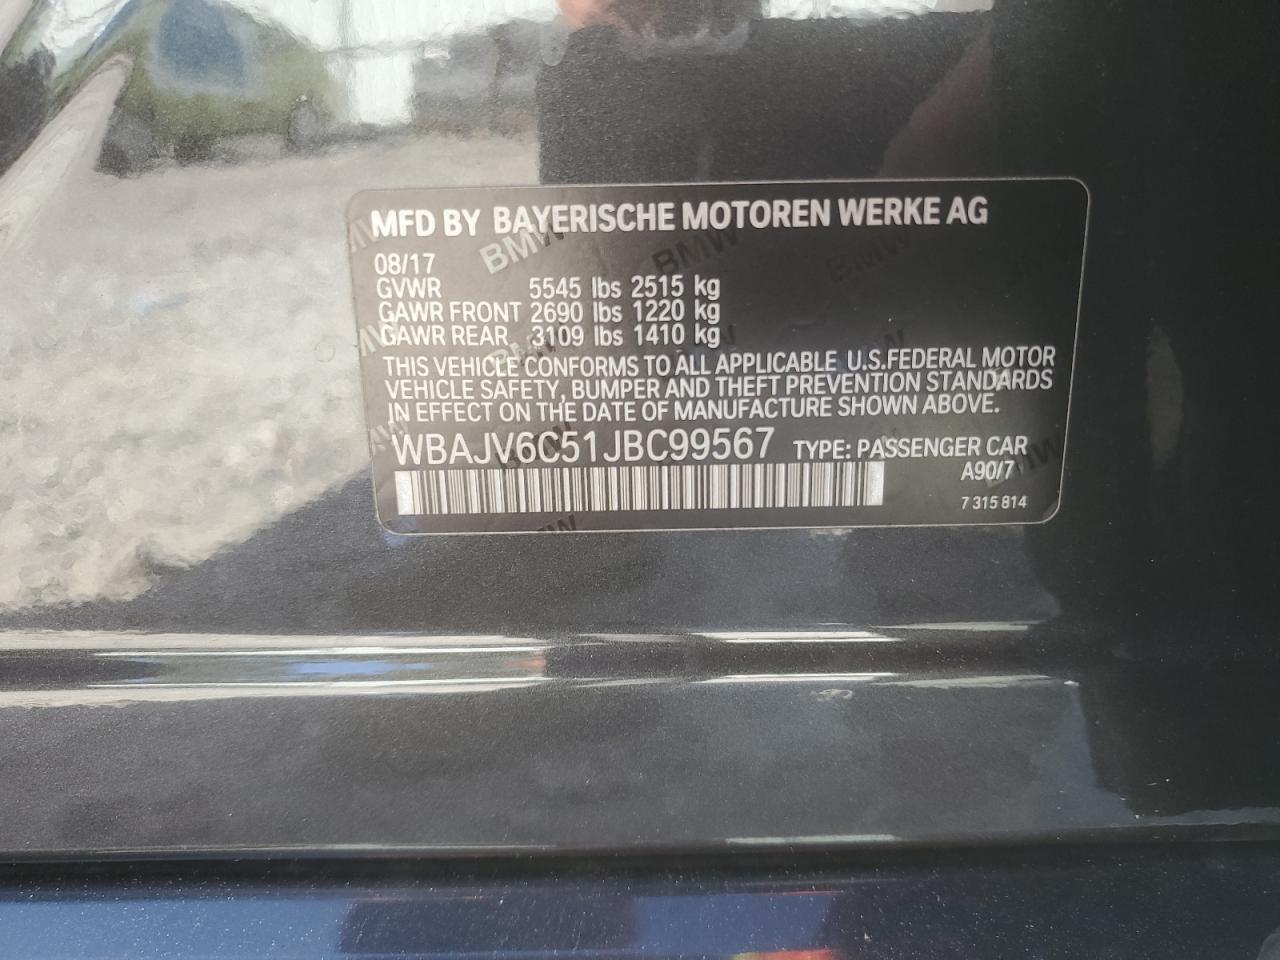 MFD BY BAYERISCHE MOTOREN WERKE AG
08/17
GVWR 5545 lbs 2515 kg
GAWR FRONT 2690 lbs 1220 kg
GAWR REAR 3109 lbs 1410 kg
THIS VEHICLE CONFORMS TO ALL APPLICABLE U.S.FEDERAL MOTOR
VEHICLE SAFETY, BUMPER AND THEFT PREVENTION STANDARDS
IN EFFECT ON THE DATE OF MANUFACTURE SHOWN ABOVE.
WBAJV6C51JBC99567 TYPE: PASSENGER CAR
A90/7
7 315 814